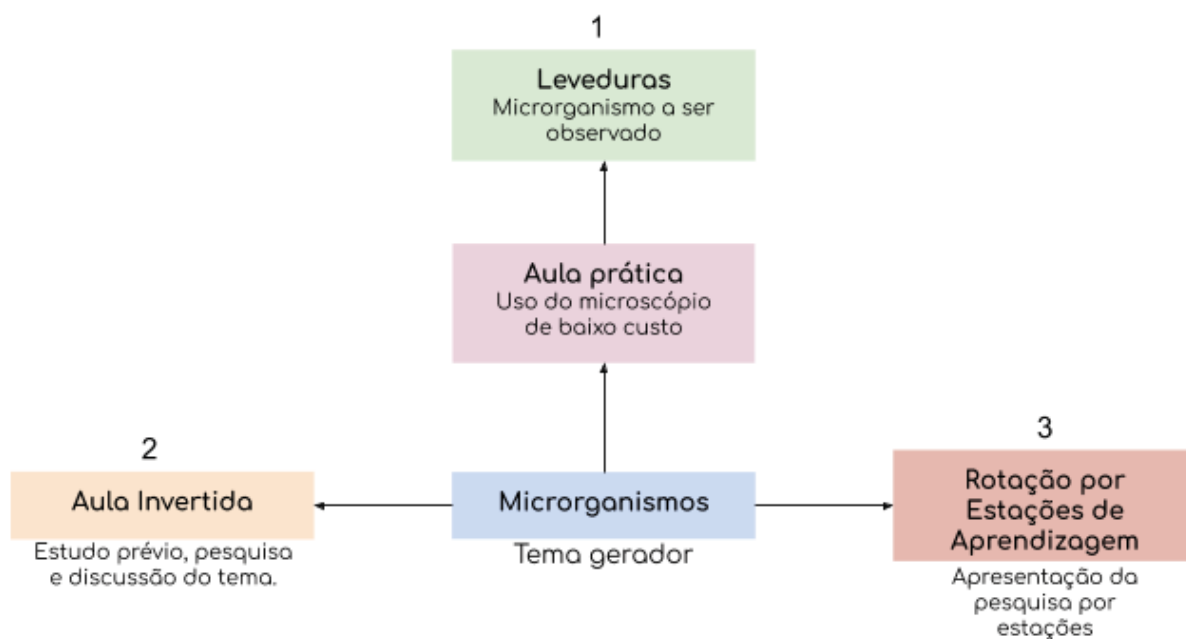 1
Leveduras
Microrganismo a ser
observado
Aula prática
Uso do microscópio
de baixo custo
2
Aula Invertida
Estudo prévio, pesquisa
e discussão do tema.
Microrganismos
Tema gerador
3
Rotação por
Estações de
Aprendizagem
Apresentação da
pesquisa por
estações